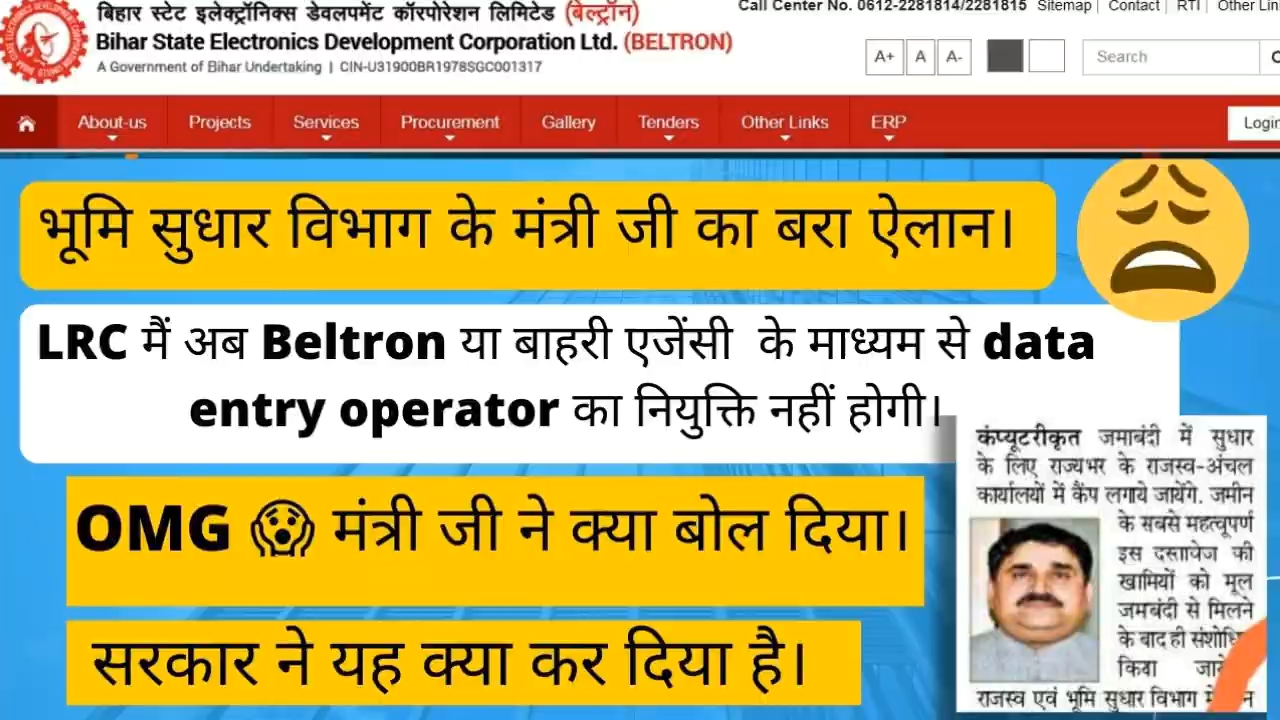 बिहार स्टेट इलेक्ट्रॉनिक्स डेवलपमेंट कॉरपोरेशन लिमिटेड (बेल्ट्रॉन)
Bihar State Electronics Development Corporation Ltd. (BELTRON)
A Government of Bihar Undertaking | CIN-U31900BR1978SGC001317
Call Center No. 0612-2281814/2281815 Sitemap | Contact | RTI | Other Lin
A+ A A- Search
About-us Projects Services Procurement Gallery Tenders Other Links ERP Login
भूमि सुधार विभाग के मंत्री जी का बरा ऐलान।
LRC मैं अब Beltron या बाहरी एजेंसी के माध्यम से data
entry operator का नियुक्ति नहीं होगी।
OMG 😱 मंत्री जी ने क्या बोल दिया।
सरकार ने यह क्या कर दिया है।
कंप्यूटरीकृत जमाबंदी में सुधार
के लिए राज्यभर के राजस्व-अंचल
कार्यालयों में कैंप लगाये जायेंगे. जमीन
के सबसे महत्वपूर्ण
इस दस्तावेज की
खामियों को मूल
जमबंदी से मिलने
के बाद ही
किया
राजस्व एवं भूमि सुधार विभाग